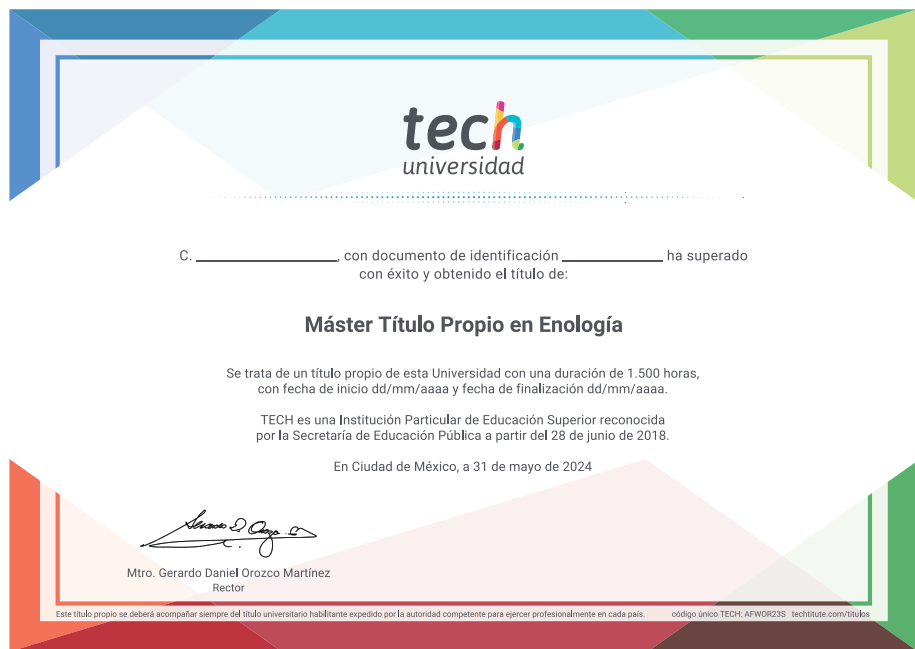 tech
universidad
C. ____________________, con documento de identificación ______________ ha superado
con éxito y obtenido el título de:
Máster Título Propio en Enología
Se trata de un título propio de esta Universidad con una duración de 1.500 horas,
con fecha de inicio dd/mm/aaaa y fecha de finalización dd/mm/aaaa.
TECH es una Institución Particular de Educación Superior reconocida
por la Secretaría de Educación Pública a partir del 28 de junio de 2018.
En Ciudad de México, a 31 de mayo de 2024
Mtro. Gerardo Daniel Orozco Martínez
Rector
Este título propio se deberá acompañar siempre del título universitario habilitante expedido por la autoridad competente para ejercer profesionalmente en cada país. código único TECH: AFWOR23S techtitute.com/titulos